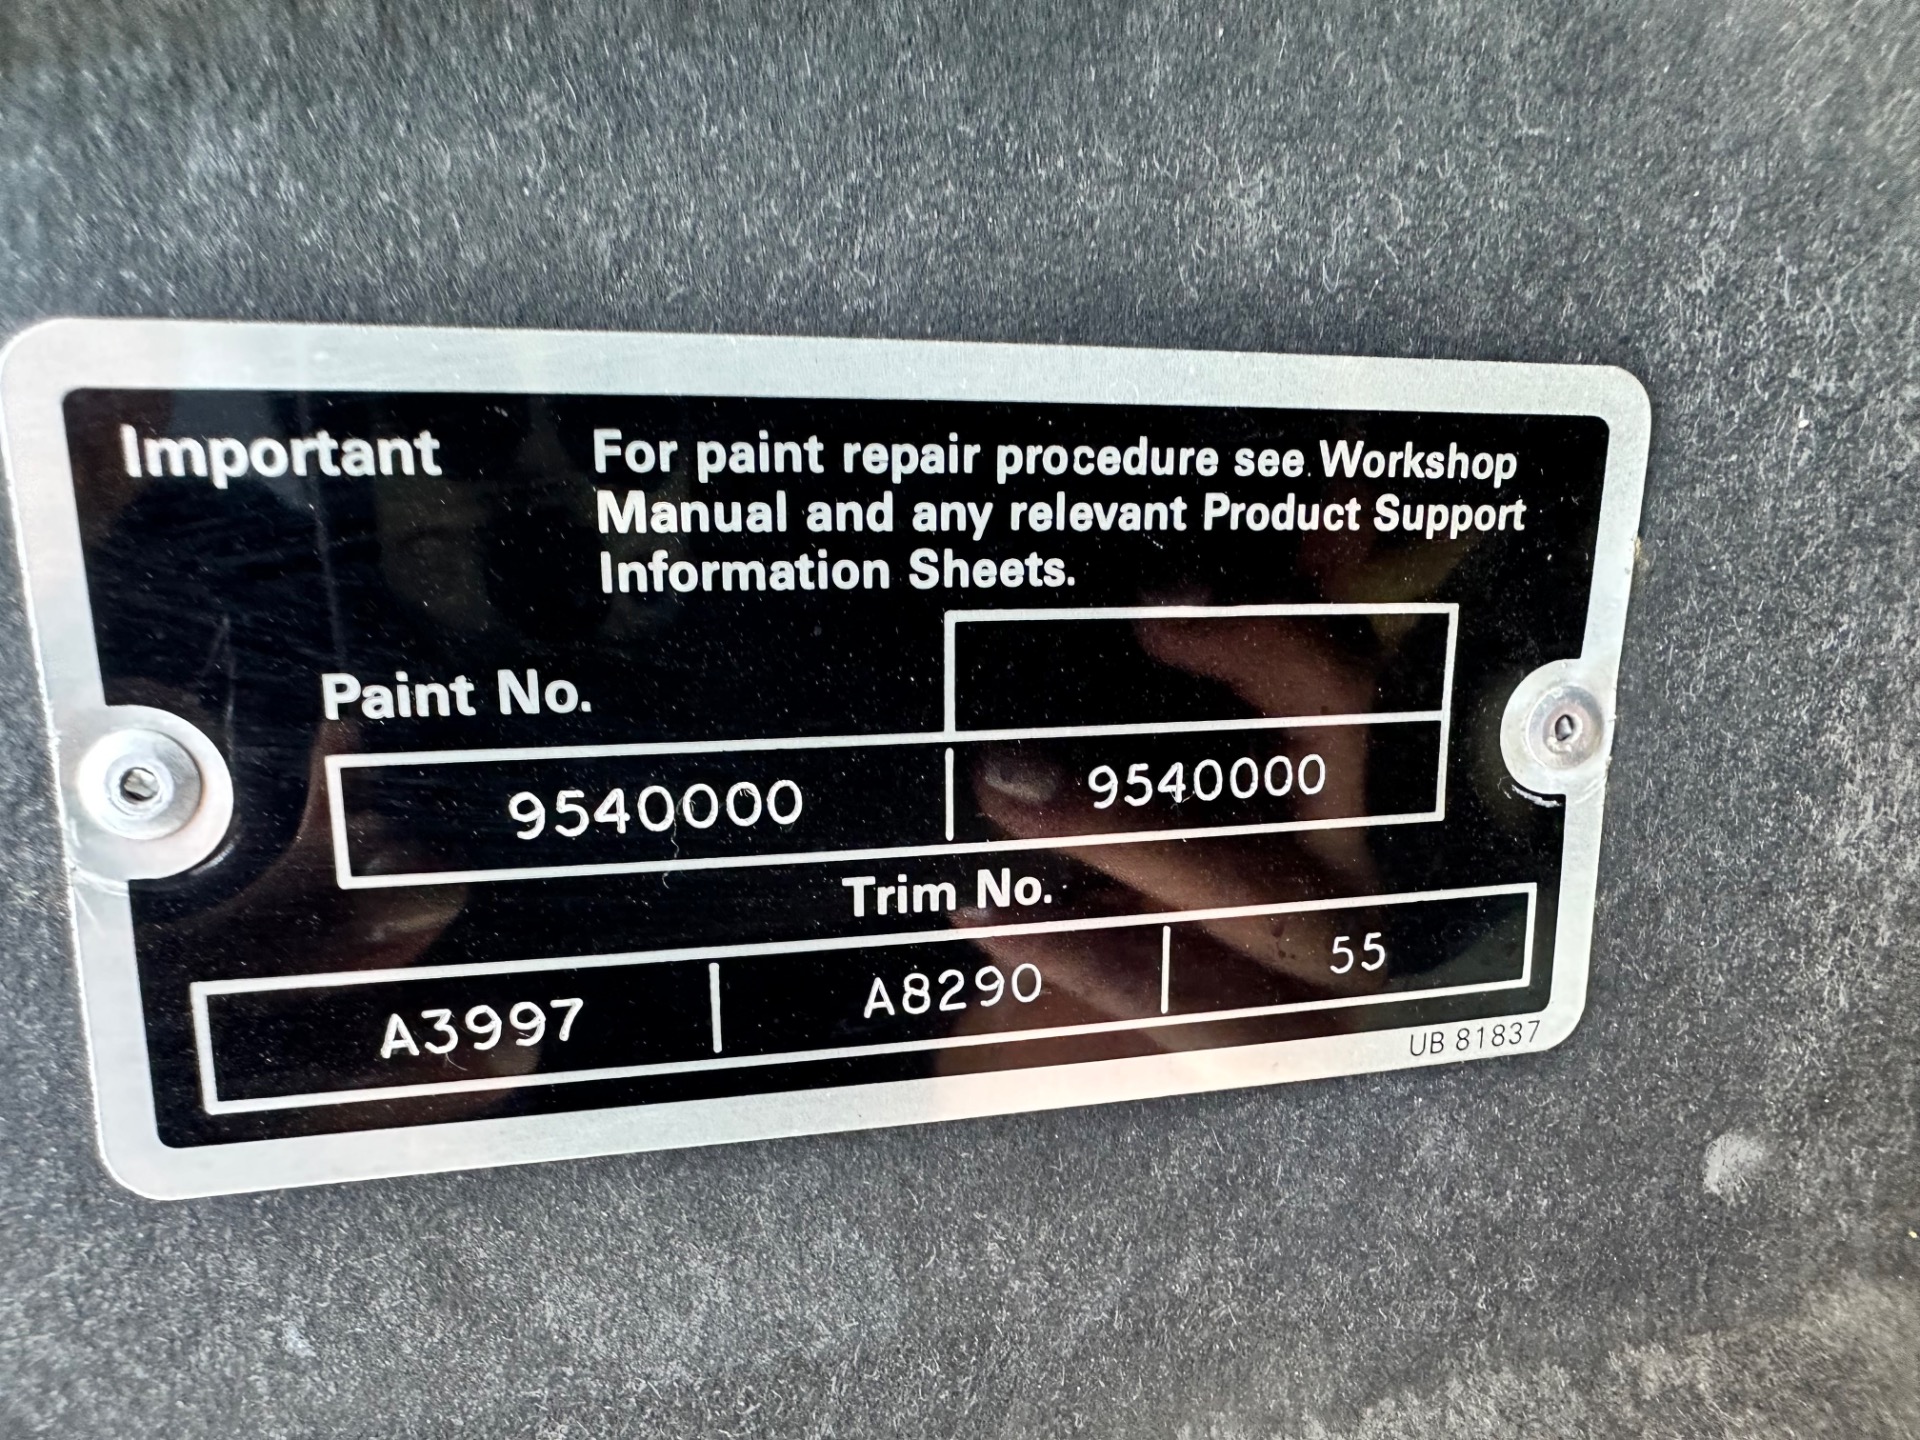 Important
For paint repair procedure see Workshop
Manual and any relevant Product Support
Information Sheets.
Paint No.
9540000 9540000
Trim No.
A3997 A8290 55
UB 81837